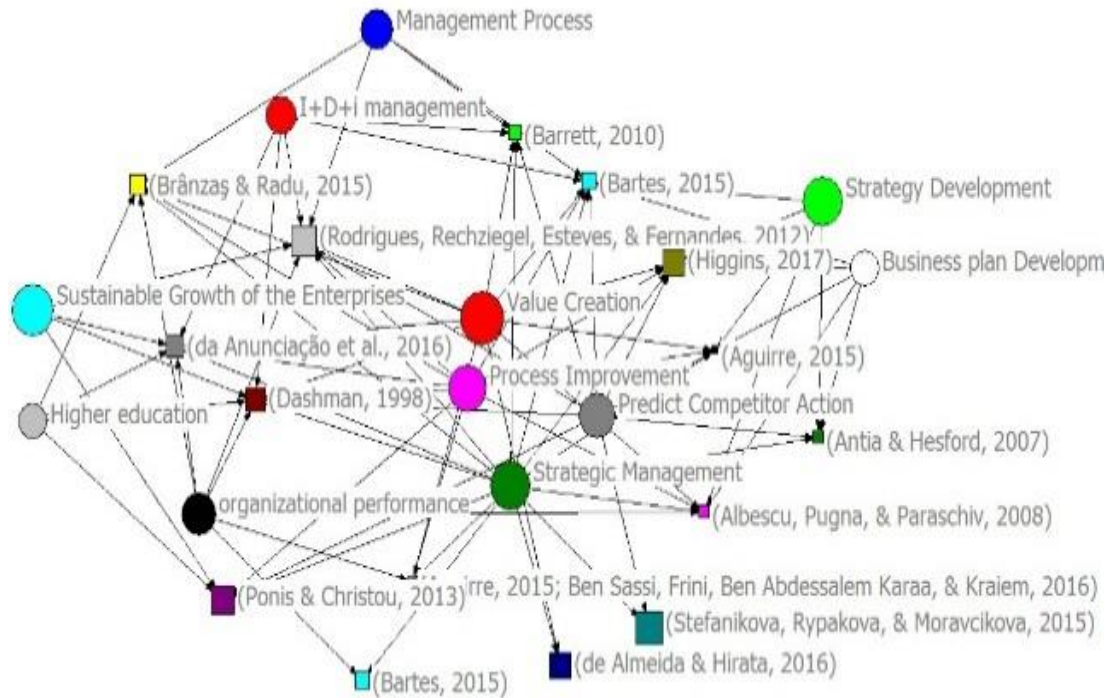 Management Process
I+D+i management
(Barrett, 2010)
(Brânzaş & Radu, 2015)
(Bartes, 2015)
Strategy Development
(Rodrigues, Rechziegel, Esteves, & Fernandes, 2012)
(Higgins, 2017)
Business plan Developm
Sustainable Growth of the Enterprises
Value Creation
(da Anunciação et al., 2016)
(Aguirre, 2015)
Process Improvement
(Dashman, 1998)
Predict Competitor Action
Higher education
(Antia & Hesford, 2007)
Strategic Management
organizational performance
(Albescu, Pugna, & Paraschiv, 2008)
rre, 2015; Ben Sassi, Frini, Ben Abdessalem Karaa, & Kraiem, 2016)
(Ponis & Christou, 2013)
(Stefanikova, Rypakova, & Moravcikova, 2015)
(de Almeida & Hirata, 2016)
(Bartes, 2015)